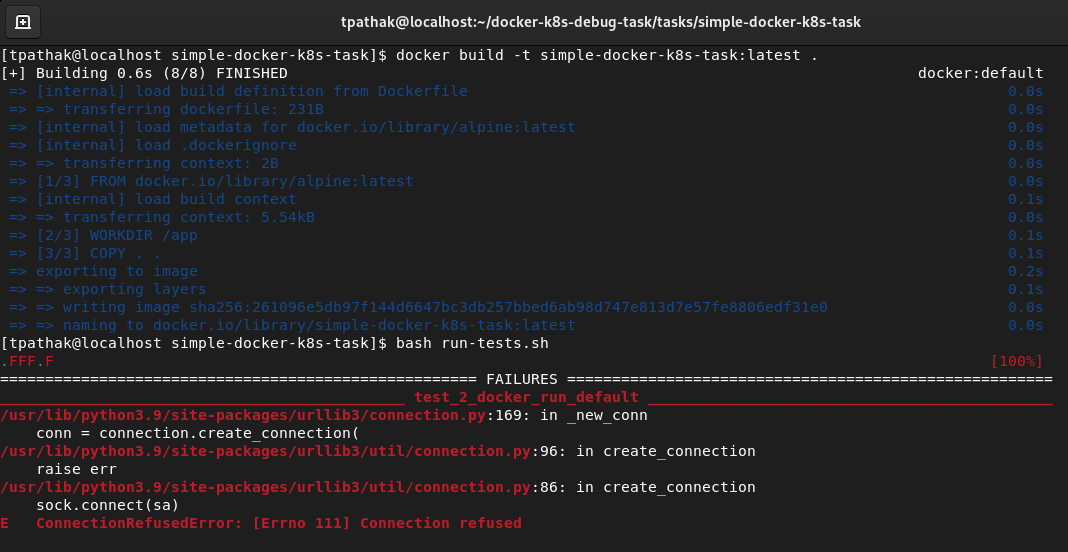 tpathak@localhost:~/docker-k8s-debug-task/tasks/simple-docker-k8s-task
[tpathak@localhost simple-docker-k8s-task]$ docker build -t simple-docker-k8s-task:latest .
[+] Building 0.6s (8/8) FINISHED docker:default
=> [internal] load build definition from Dockerfile 0.0s
=> => transferring dockerfile: 231B 0.0s
=> [internal] load metadata for docker.io/library/alpine:latest 0.0s
=> [internal] load .dockerignore 0.0s
=> => transferring context: 2B 0.0s
=> [1/3] FROM docker.io/library/alpine:latest 0.0s
=> [internal] load build context 0.1s
=> => transferring context: 5.54kB 0.0s
=> [2/3] WORKDIR /app 0.1s
=> [3/3] COPY . . 0.1s
=> exporting to image 0.2s
=> => exporting layers 0.1s
=> => writing image sha256:261096e5db97f144d6647bc3db257bbed6ab98d747e813d7e57fe8806edf31e0 0.0s
=> => naming to docker.io/library/simple-docker-k8s-task:latest 0.0s
[tpathak@localhost simple-docker-k8s-task]$ bash run-tests.sh
.FFF.F [100%]
===================================================== FAILURES ======================================================
_____________________________________________ test_2_docker_run_default _____________________________________________
/usr/lib/python3.9/site-packages/urllib3/connection.py:169: in _new_conn
conn = connection.create_connection(
/usr/lib/python3.9/site-packages/urllib3/util/connection.py:96: in create_connection
raise err
/usr/lib/python3.9/site-packages/urllib3/util/connection.py:86: in create_connection
sock.connect(sa)
E ConnectionRefusedError: [Errno 111] Connection refused